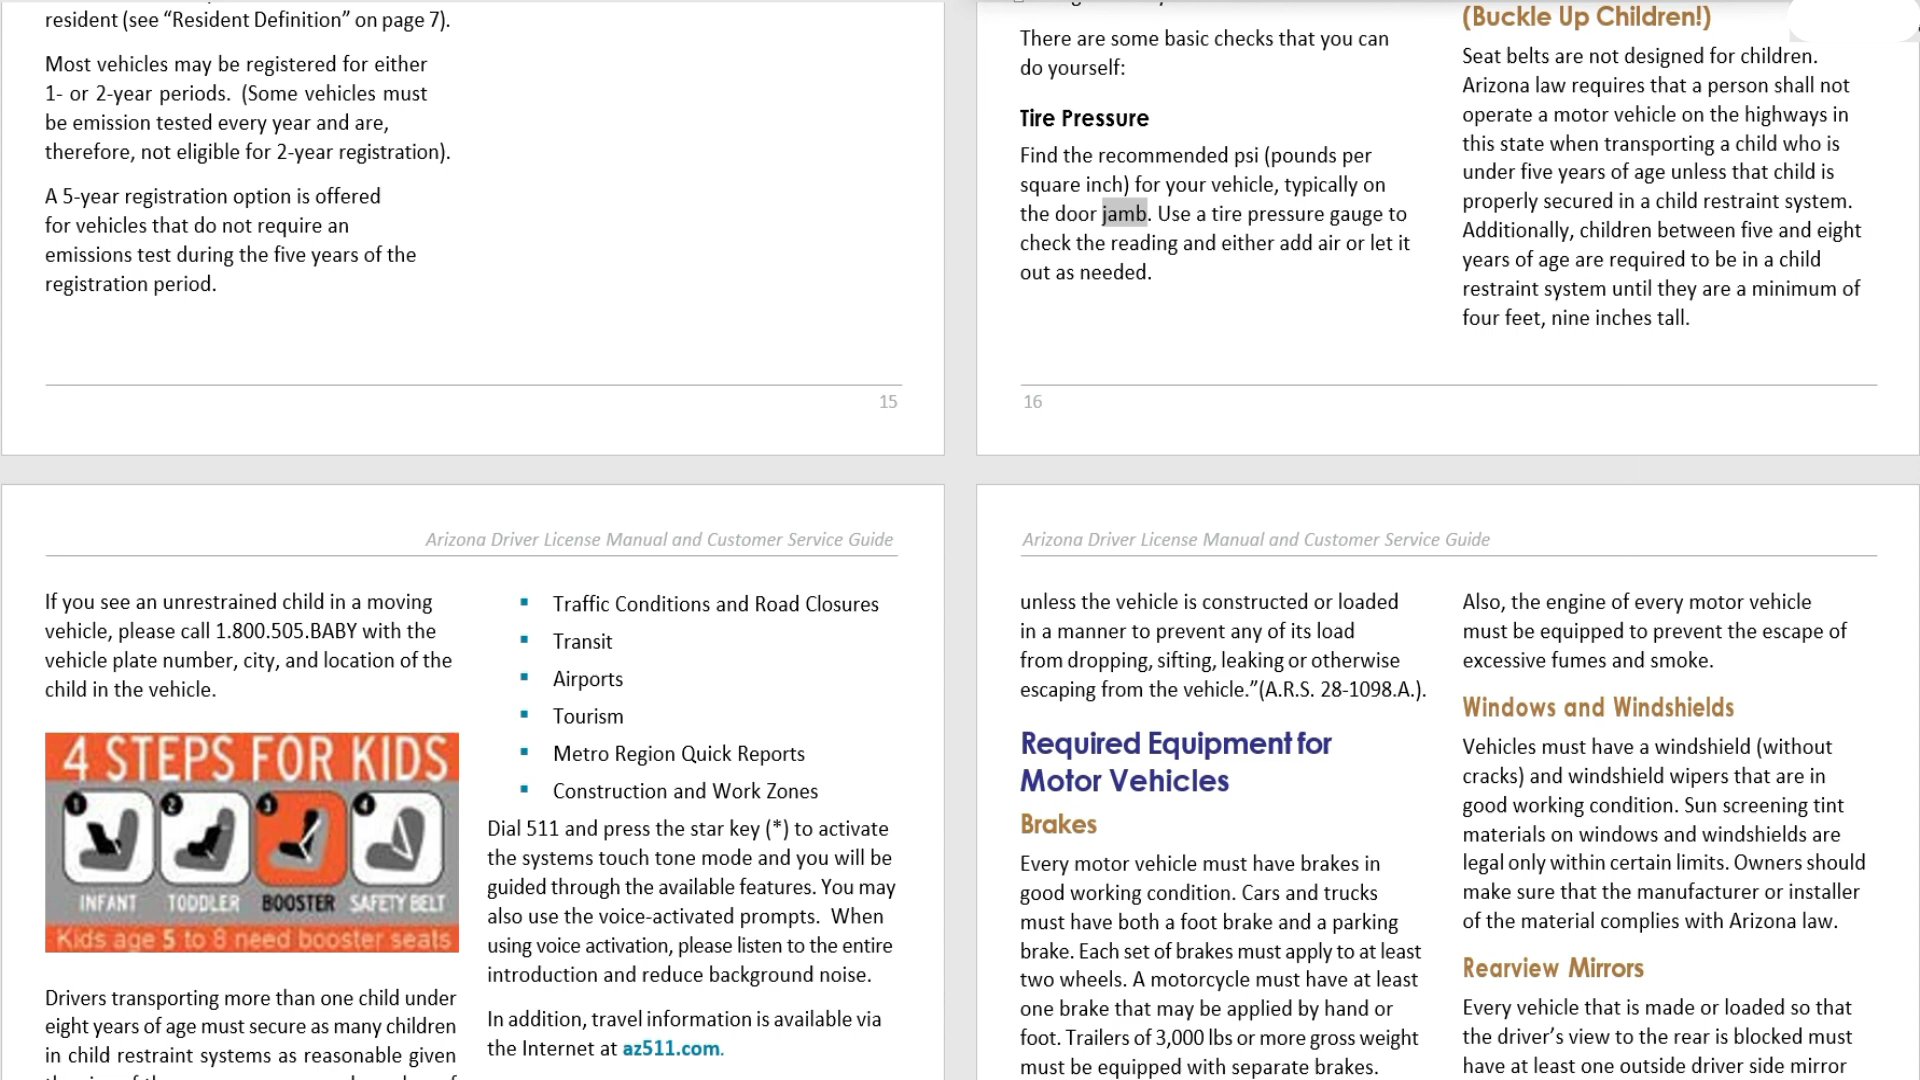 resident (see “Resident Definition” on page 7).
Most vehicles may be registered for either
1- or 2-year periods.  (Some vehicles must
be emission tested every year and are,
therefore, not eligible for 2-year registration).
A 5-year registration option is offered
for vehicles that do not require an
emissions test during the five years of the
registration period.
15
There are some basic checks that you can
do yourself:
Tire Pressure
Find the recommended psi (pounds per
square inch) for your vehicle, typically on
the door jamb. Use a tire pressure gauge to
check the reading and either add air or let it
out as needed.
(Buckle Up Children!)
Seat belts are not designed for children.
Arizona law requires that a person shall not
operate a motor vehicle on the highways in
this state when transporting a child who is
under five years of age unless that child is
properly secured in a child restraint system.
Additionally, children between five and eight
years of age are required to be in a child
restraint system until they are a minimum of
four feet, nine inches tall.
16
Arizona Driver License Manual and Customer Service Guide
If you see an unrestrained child in a moving
vehicle, please call 1.800.505.BABY with the
vehicle plate number, city, and location of the
child in the vehicle.
4 STEPS FOR KIDS
1 2 3 4
INFANT TODDLER BOOSTER SAFETY BELT
Kids age 5 to 8 need booster seats
Drivers transporting more than one child under
eight years of age must secure as many children
in child restraint systems as reasonable given
▪ Traffic Conditions and Road Closures
▪ Transit
▪ Airports
▪ Tourism
▪ Metro Region Quick Reports
▪ Construction and Work Zones
Dial 511 and press the star key (*) to activate
the systems touch tone mode and you will be
guided through the available features. You may
also use the voice-activated prompts.  When
using voice activation, please listen to the entire
introduction and reduce background noise.
In addition, travel information is available via
the Internet at az511.com.
Arizona Driver License Manual and Customer Service Guide
unless the vehicle is constructed or loaded
in a manner to prevent any of its load
from dropping, sifting, leaking or otherwise
escaping from the vehicle.”(A.R.S. 28-1098.A.).
Required Equipment for
Motor Vehicles
Brakes
Every motor vehicle must have brakes in
good working condition. Cars and trucks
must have both a foot brake and a parking
brake. Each set of brakes must apply to at least
two wheels. A motorcycle must have at least
one brake that may be applied by hand or
foot. Trailers of 3,000 lbs or more gross weight
must be equipped with separate brakes.
Also, the engine of every motor vehicle
must be equipped to prevent the escape of
excessive fumes and smoke.
Windows and Windshields
Vehicles must have a windshield (without
cracks) and windshield wipers that are in
good working condition. Sun screening tint
materials on windows and windshields are
legal only within certain limits. Owners should
make sure that the manufacturer or installer
of the material complies with Arizona law.
Rearview Mirrors
Every vehicle that is made or loaded so that
the driver’s view to the rear is blocked must
have at least one outside driver side mirror